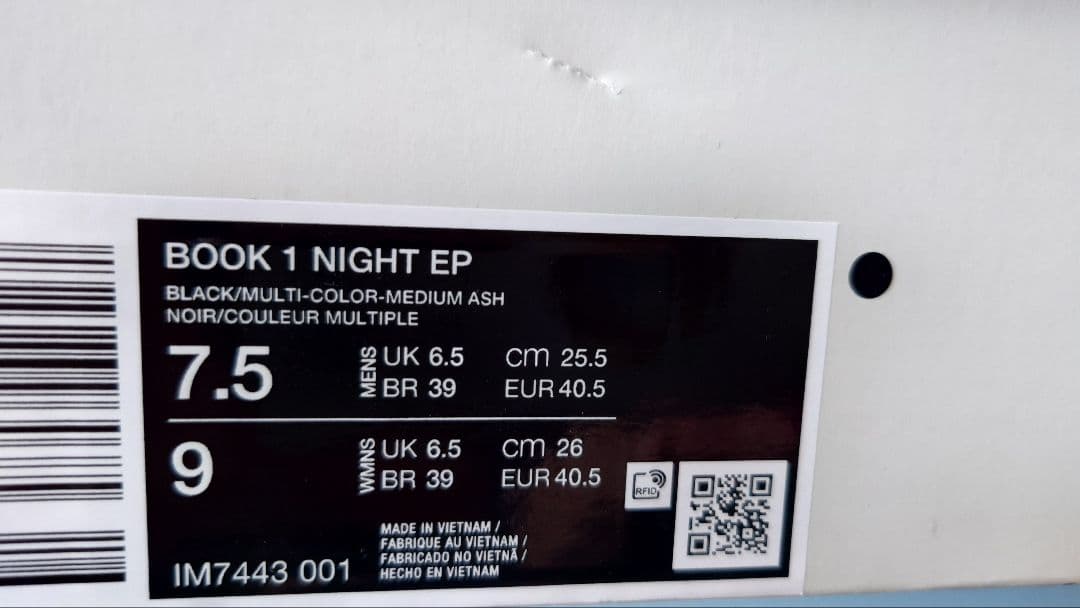 BOOK 1 NIGHT EP
BLACK/MULTI-COLOR-MEDIUM ASH
NOIR/COULEUR MULTIPLE
7.5 MENS UK 6.5 cm 25.5
BR 39 EUR 40.5
9 WMNS UK 6.5 cm 26
BR 39 EUR 40.5
RFID
MADE IN VIETNAM /
FABRIQUE AU VIETNAM /
FABRICADO NO VIETNÃ /
HECHO EN VIETNAM
IM7443 001